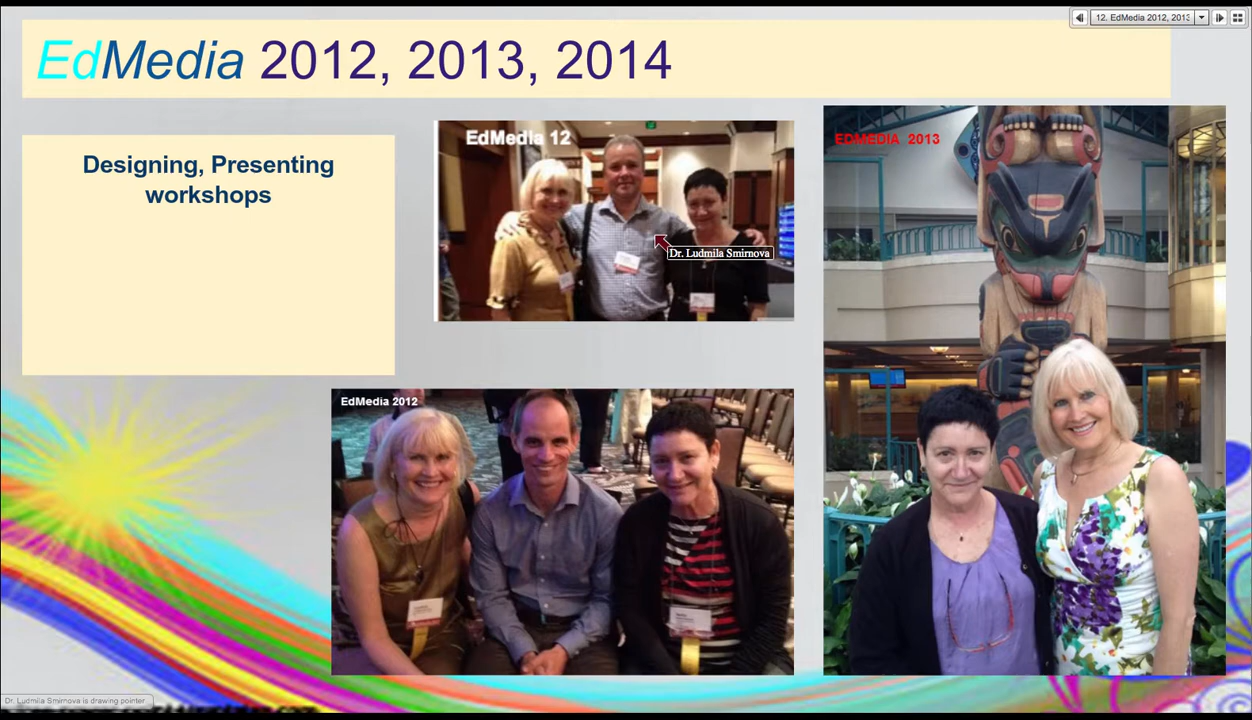 12. EdMedia 2012, 2013
EdMedia 2012, 2013, 2014
Designing, Presenting
workshops
EdMedia 12
Dr. Ludmila Smirnova
EDMEDIA 2013
EdMedia 2012
Dr. Ludmila Smirnova is drawing pointer